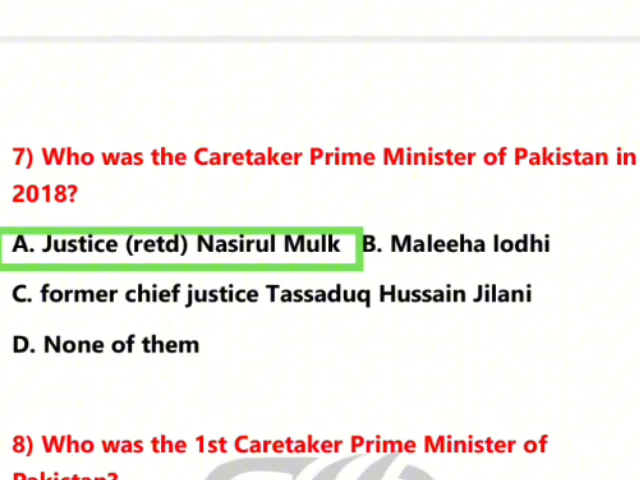 7) Who was the Caretaker Prime Minister of Pakistan in
2018?
A. Justice (retd) Nasirul Mulk B. Maleeha lodhi
C. former chief justice Tassaduq Hussain Jilani
D. None of them
8) Who was the 1st Caretaker Prime Minister of
Pakistan?